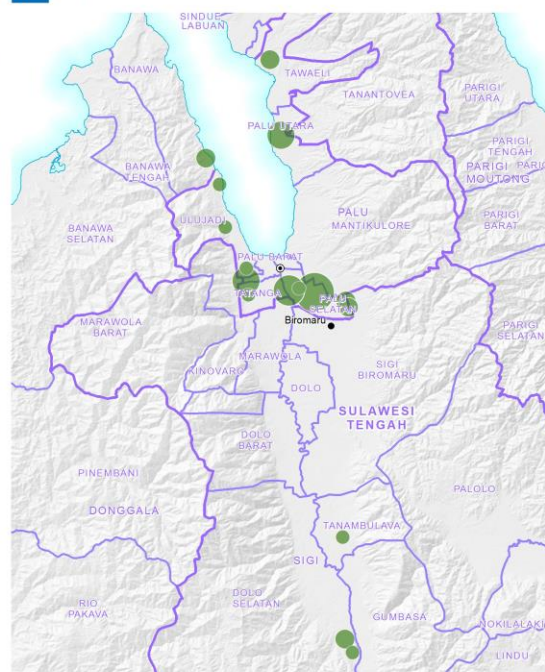 SINDUE
LABUAN
BANAWA
TAWAELI
TANANTOVEA
PARIGI
UTARA
PALU UTARA
PARIGI
TENGAH
PARIGI
MOUTONG
BANAWA
TENGAH
ULUJADI
PALU
MANTIKULORE
PARIGI
BARAT
BANAWA
SELATAN
PALU BARAT
TATANGA
PALU
SELATAN
Biromaru
MARAWOLA
BARAT
PARIGI
SELATAN
MARAWOLA
KINOVARO
SIGI
BIROMARU
DOLO
SULAWESI
TENGAH
DOLO
BARAT
PINEMBANI
PALOLO
DONGGALA
TANAMBULAVA
SIGI
DOLO
SELATAN
RIO
PAKAVA
GUMBASA
NOKILALAKI
LINDU